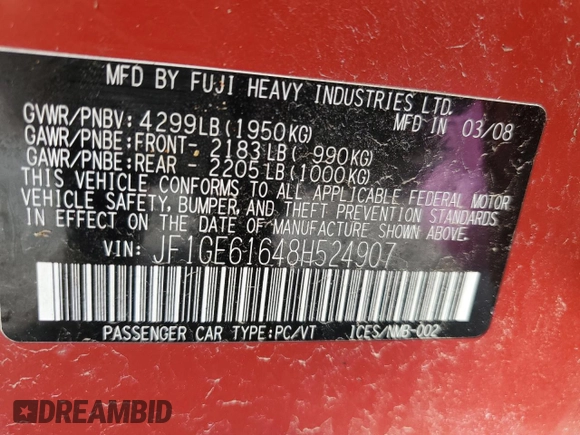 MFD BY FUJI HEAVY INDUSTRIES LTD.
MFD IN 03/08
GVWR/PNBV: 4299LB(1950KG)
GAWR/PNBE:FRONT- 2183LB( 990KG)
GAWR/PNBE:REAR - 2205LB(1000KG)
THIS VEHICLE CONFORMS TO ALL APPLICABLE FEDERAL MOTOR
VEHICLE SAFETY, BUMPER, AND THEFT PREVENTION STANDARDS
IN EFFECT ON THE DATE OF MANUFACTURE SHOWN ABOVE.
VIN: JF1GE61648H524907
PASSENGER CAR TYPE:PC/VT ICES/NMB-002
DREAMBID